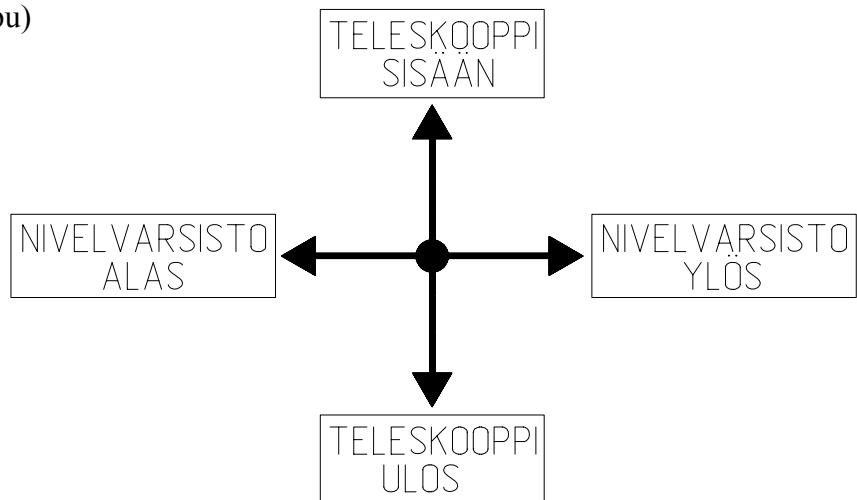 TELESKOOPPI
SISÄÄN
NIVELVARSISTO
ALAS
NIVELVARSISTO
YLÖS
TELESKOOPPI
ULOS